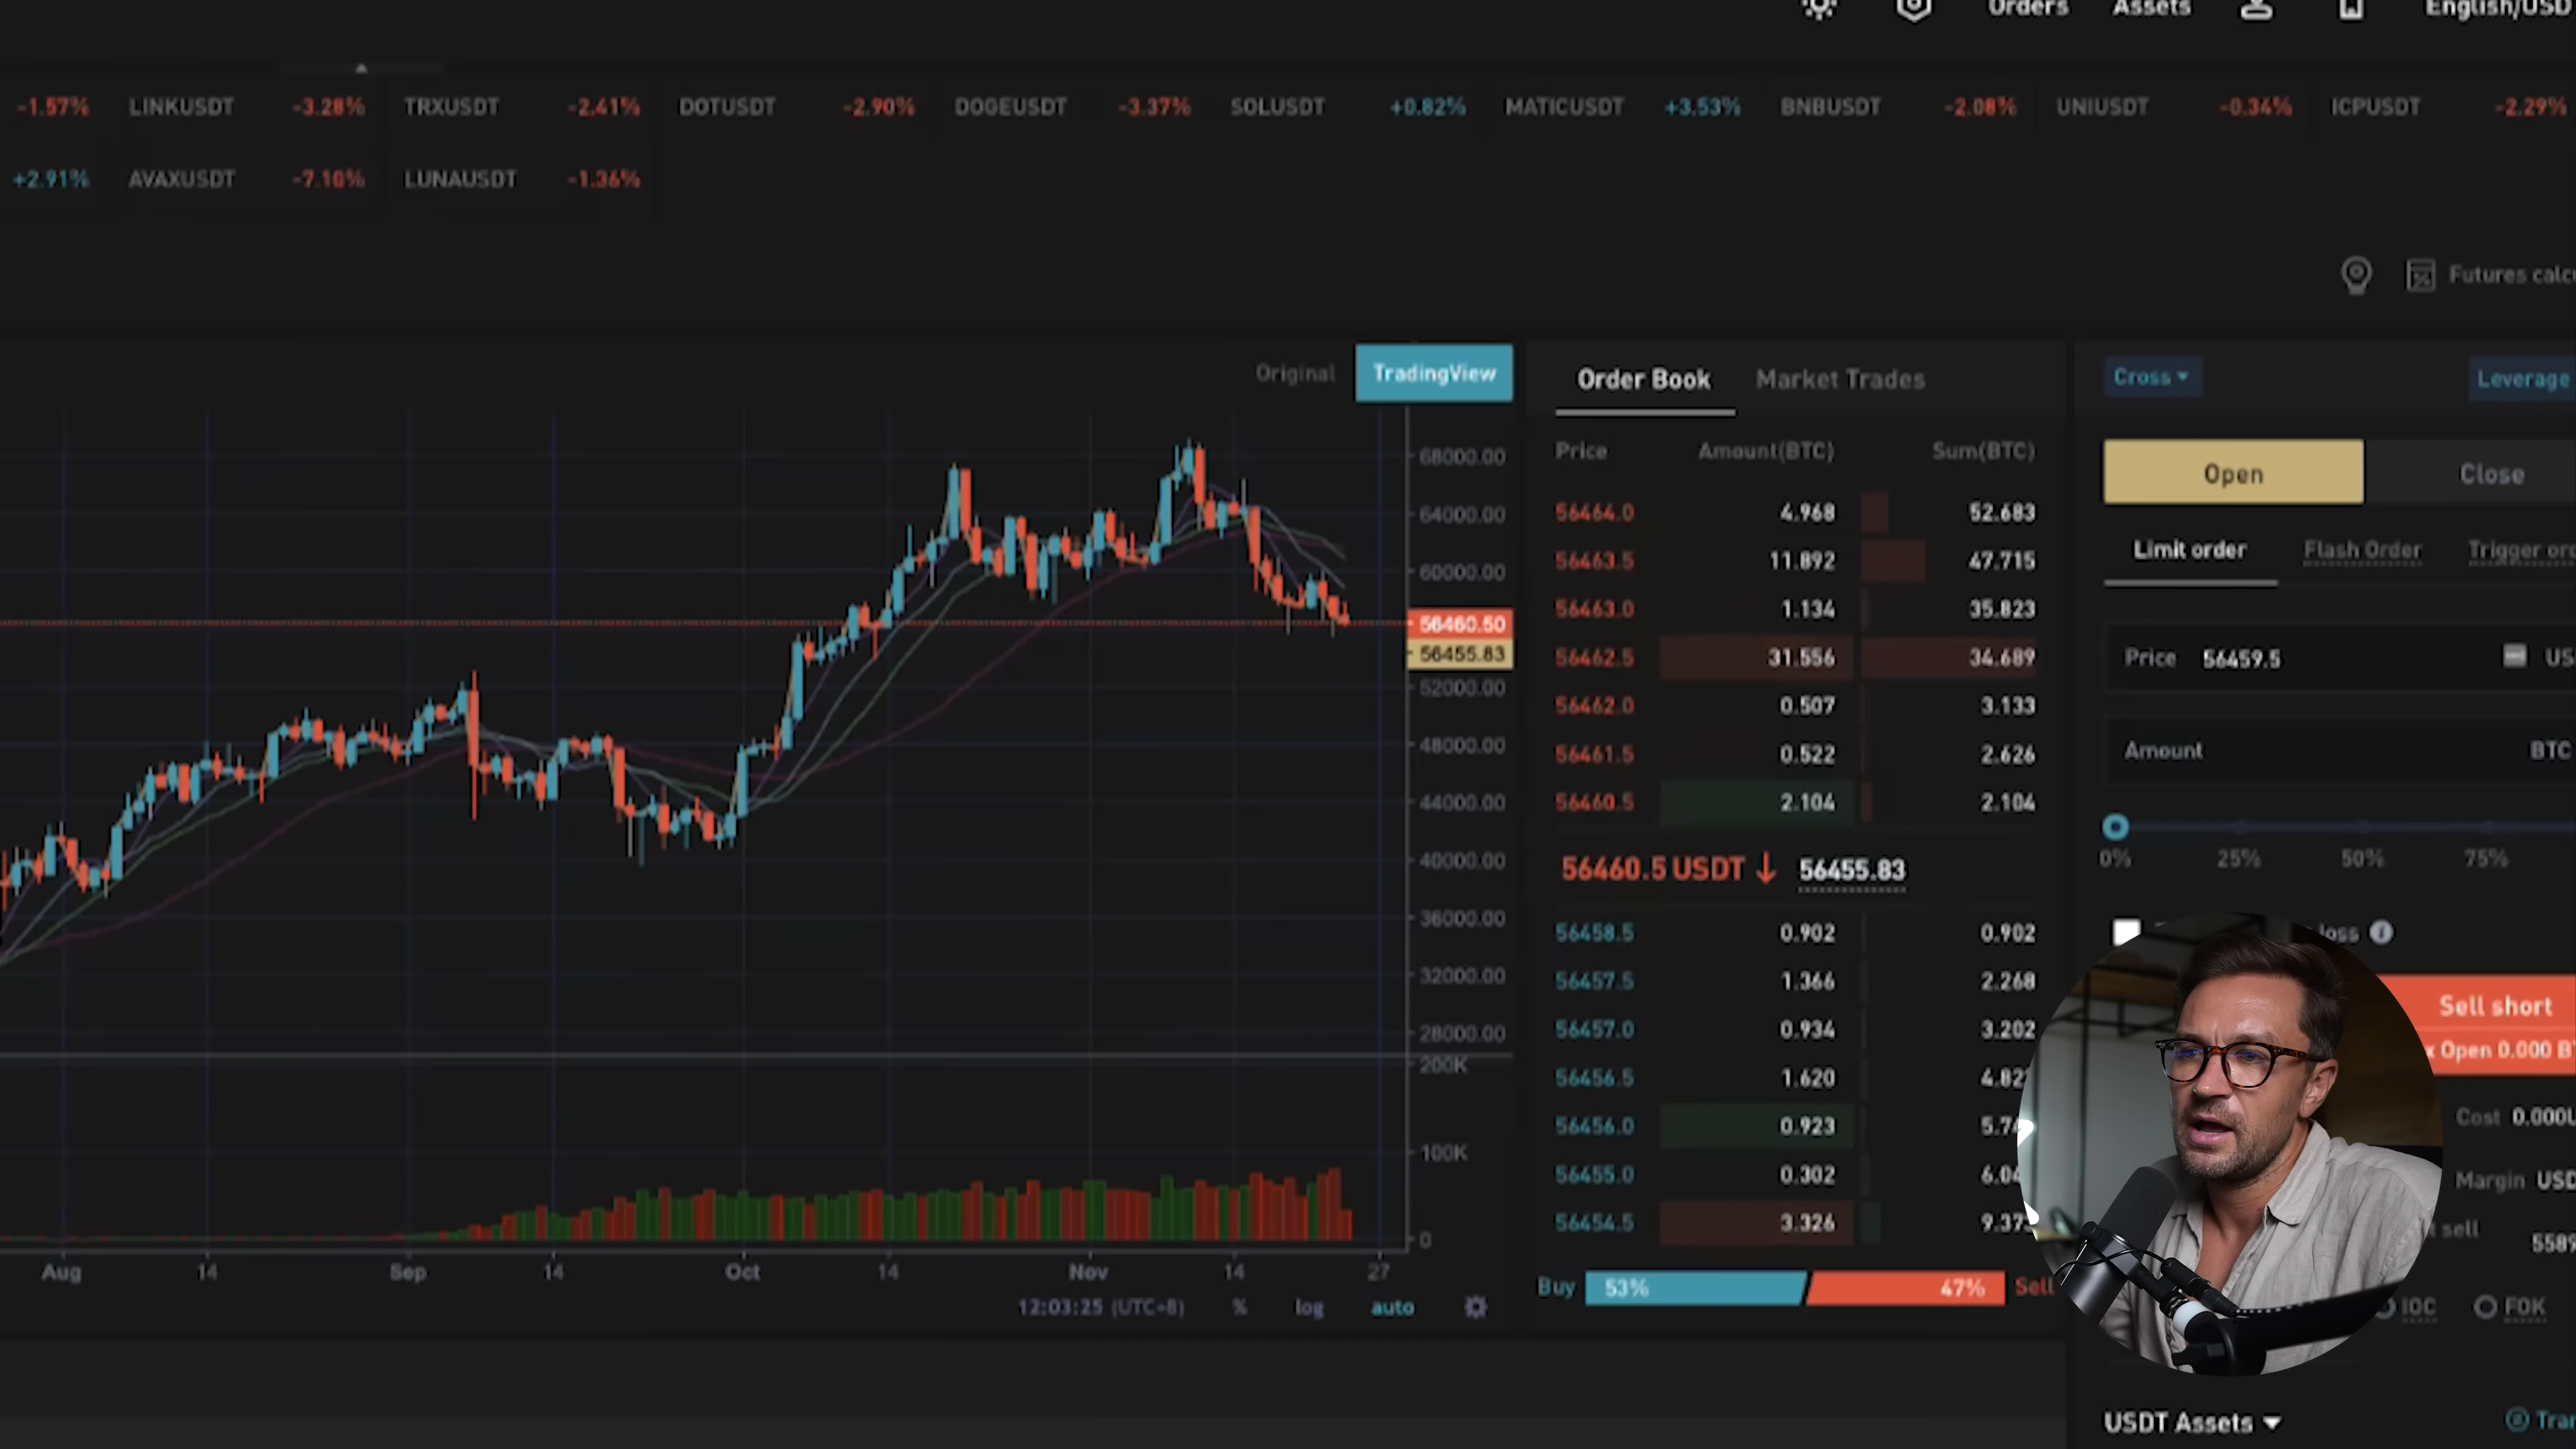 Orders Assets English/USD
-1.57% LINKUSDT -3.28% TRXUSDT -2.41% DOTUSDT -2.90% DOGEUSDT -3.37% SOLUSDT +0.82% MATICUSDT +3.53% BNBUSDT -2.08% UNIUSDT -0.34% ICPUSDT -2.29%
+2.91% AVAXUSDT -7.10% LUNAUSDT -1.36%
Futures calcu
Original TradingView
68000.00
64000.00
60000.00
56460.50
56455.83
52000.00
48000.00
44000.00
40000.00
36000.00
32000.00
28000.00
200K
100K
0
Aug 14 Sep 14 Oct 14 Nov 14 27
12:03:25 (UTC-8) % log auto
Order Book Market Trades
Price Amount(BTC) Sum(BTC)
56464.0 4.968 52.683
56463.5 11.892 47.715
56463.0 1.134 35.823
56462.5 31.556 34.689
56462.0 0.507 3.133
56461.5 0.522 2.626
56460.5 2.104 2.104
56460.5 USDT ↓ 56455.83
56458.5 0.902 0.902
56457.5 1.366 2.268
56457.0 0.934 3.202
56456.5 1.620 4.82
56456.0 0.923 5.7
56455.0 0.302 6.0
56454.5 3.326 9.37
Buy 53% 47% Sell
Cross Leverage
Open Close
Limit order Flash Order Trigger ord
Price 56459.5 US
Amount BTC
0% 25% 50% 75%
loss
Sell short
Open 0.000 B
Cost 0.000U
Margin USD
sell
5589
IOC FOK
USDT Assets
Tran